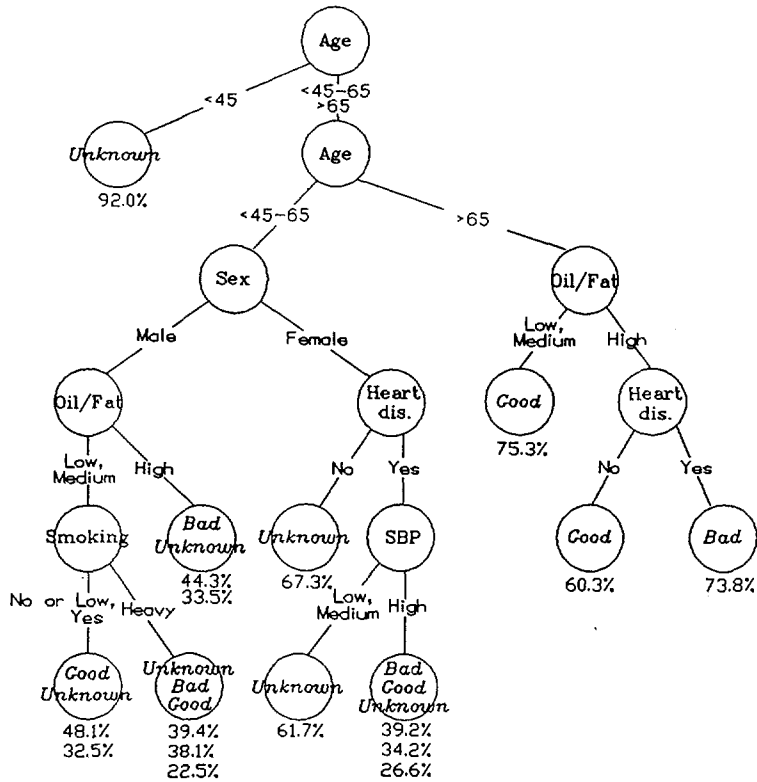 Age
<45
<45-65
>65
Unknown
92.0%
Age
<45-65
>65
Sex
Oil/Fat
Male
Female
Low,
Medium
High
Oil/Fat
Heart
dis.
Good
75.3%
Heart
dis.
Low,
Medium
High
No
Yes
No
Yes
Smoking
Bad
Unknown
44.3%
33.5%
Unknown
67.3%
SBP
Good
60.3%
Bad
73.8%
No or Low,
Yes
Heavy
Low,
Medium
High
Good
Unknown
48.1%
32.5%
Unknown
Bad
Good
39.4%
38.1%
22.5%
Unknown
61.7%
Bad
Good
Unknown
39.2%
34.2%
26.6%